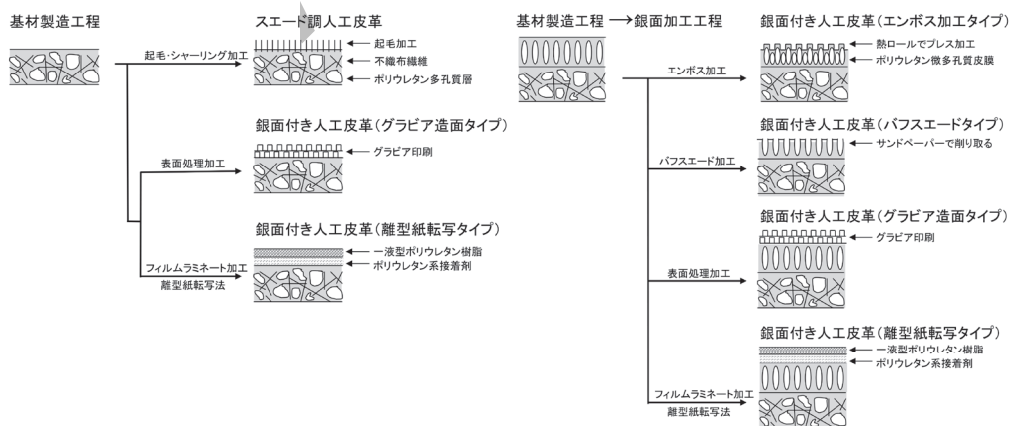 基材製造工程
スエード調人工皮革
起毛・シャーリング加工
起毛加工
不織布繊維
ポリウレタン多孔質層
銀面付き人工皮革(グラビア造面タイプ)
表面処理加工
グラビア印刷
銀面付き人工皮革(離型紙転写タイプ)
フィルムラミネート加工
離型紙転写法
一液型ポリウレタン樹脂
ポリウレタン系接着剤
基材製造工程→銀面加工工程
銀面付き人工皮革(エンボス加工タイプ)
エンボス加工
熱ロールでプレス加工
ポリウレタン微多孔質皮膜
銀面付き人工皮革(バフスエードタイプ)
バフスエード加工
サンドペーパーで削り取る
銀面付き人工皮革(グラビア造面タイプ)
表面処理加工
グラビア印刷
銀面付き人工皮革(離型紙転写タイプ)
フィルムラミネート加工
離型紙転写法
一液型ポリウレタン樹脂
ポリウレタン系接着剤